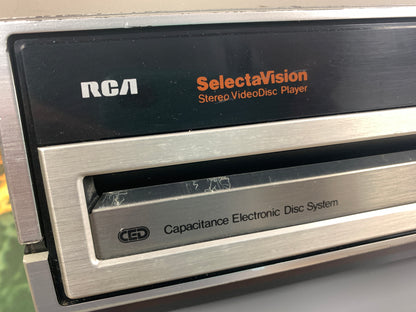 RCA
SelectaVision
Stereo VideoDisc Player
CED Capacitance Electronic Disc System